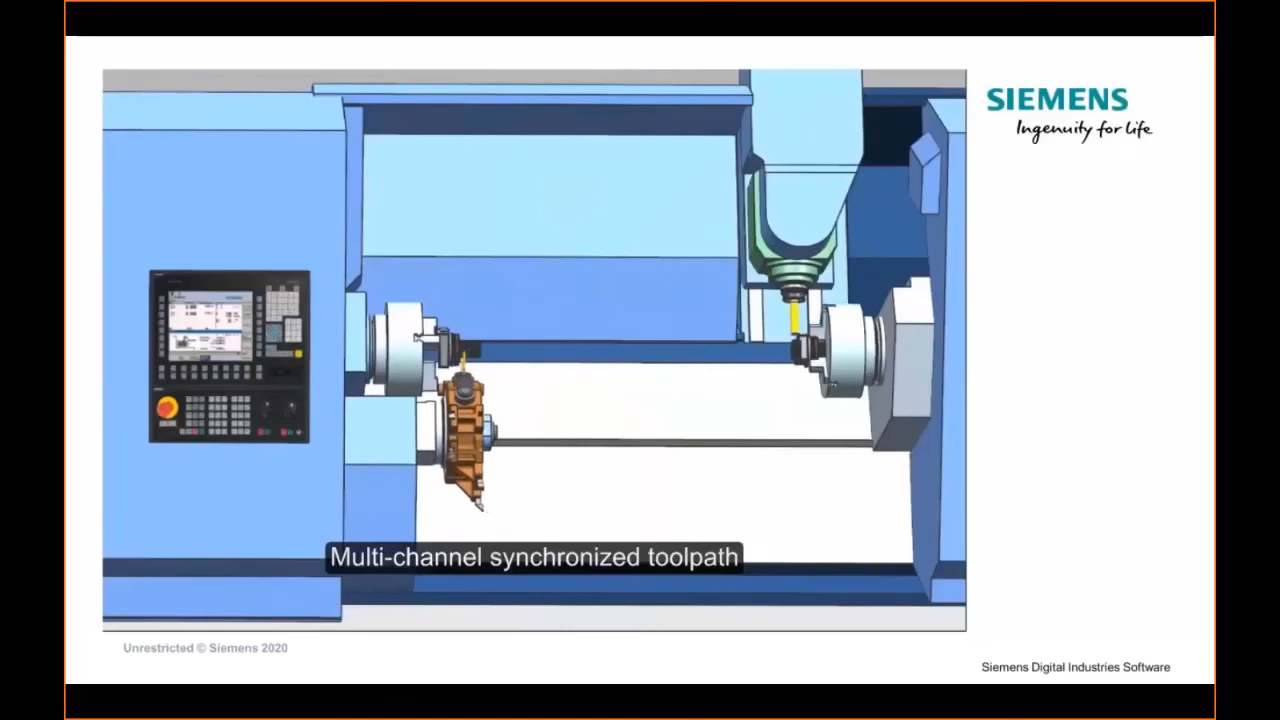 SIEMENS
Ingenuity for life
Multi-channel synchronized toolpath
Unrestricted © Siemens 2020
Siemens Digital Industries Software